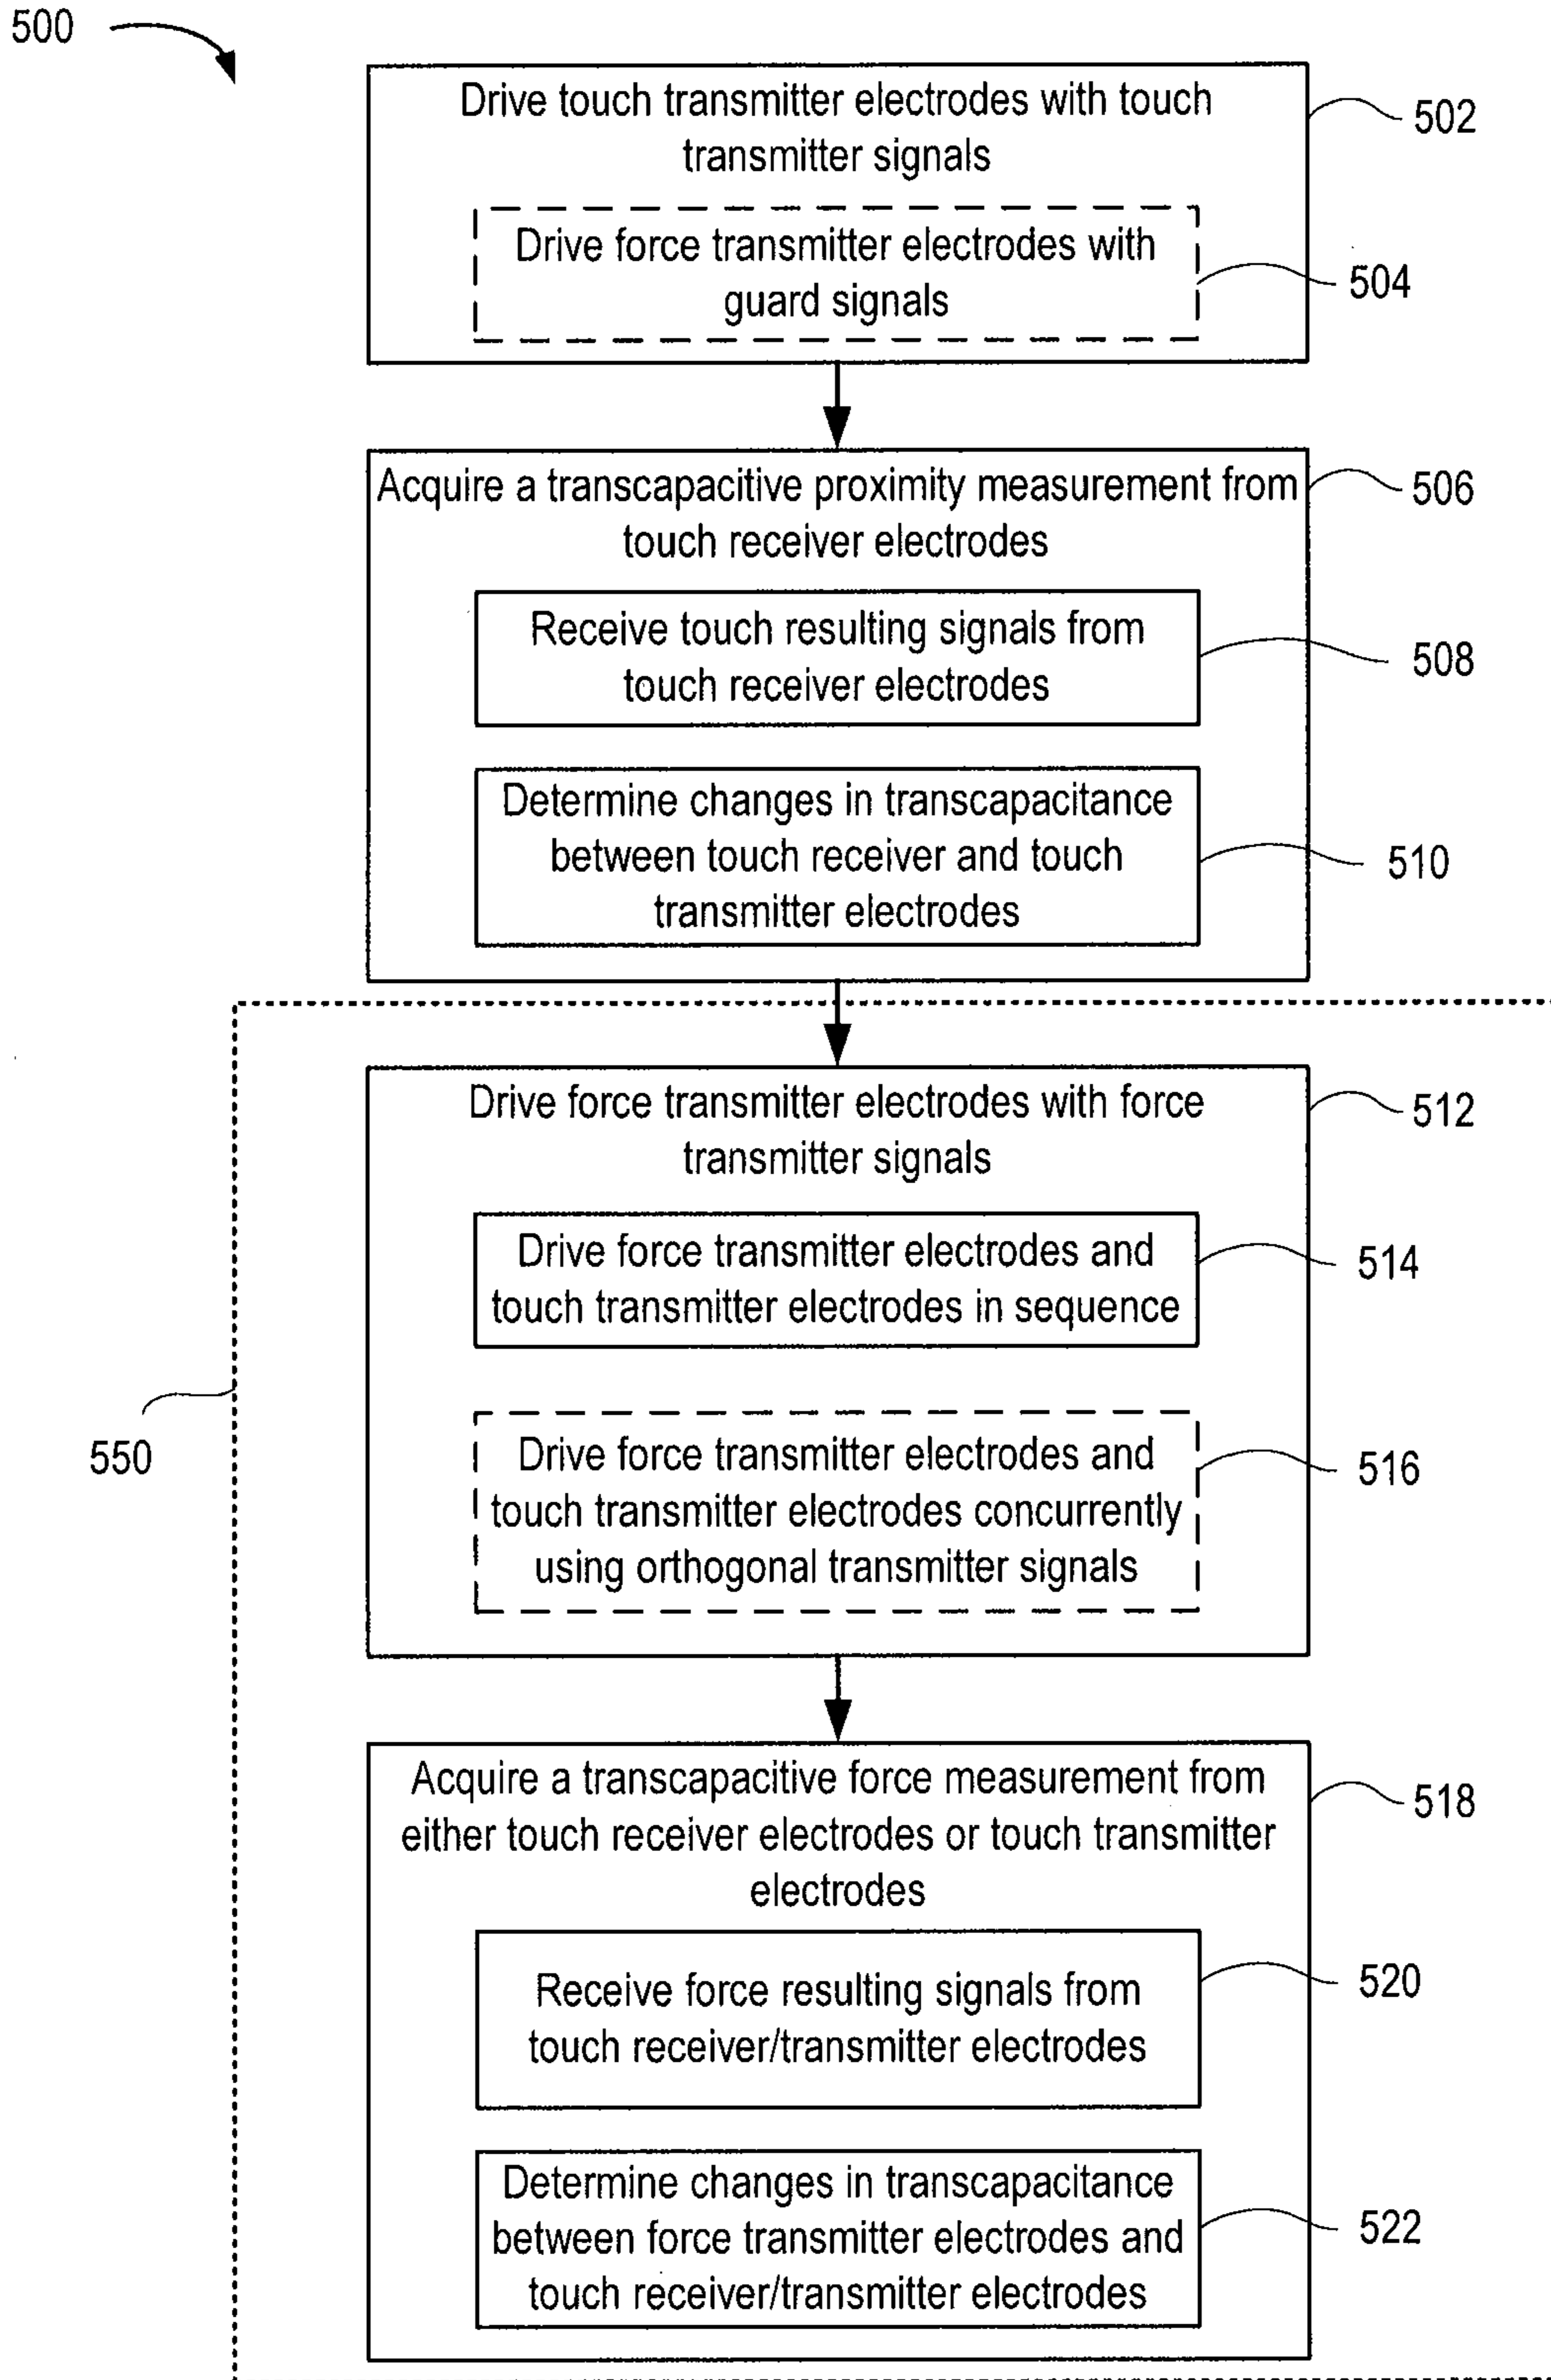 500
Drive touch transmitter electrodes with touch
transmitter signals
502
Drive force transmitter electrodes with
guard signals
504
Acquire a transcapacitive proximity measurement from
touch receiver electrodes
506
Receive touch resulting signals from
touch receiver electrodes
508
Determine changes in transcapacitance
between touch receiver and touch
transmitter electrodes
510
Drive force transmitter electrodes with force
transmitter signals
512
Drive force transmitter electrodes and
touch transmitter electrodes in sequence
514
550
Drive force transmitter electrodes and
touch transmitter electrodes concurrently
using orthogonal transmitter signals
516
Acquire a transcapacitive force measurement from
either touch receiver electrodes or touch transmitter
electrodes
518
Receive force resulting signals from
touch receiver/transmitter electrodes
520
Determine changes in transcapacitance
between force transmitter electrodes and
touch receiver/transmitter electrodes
522